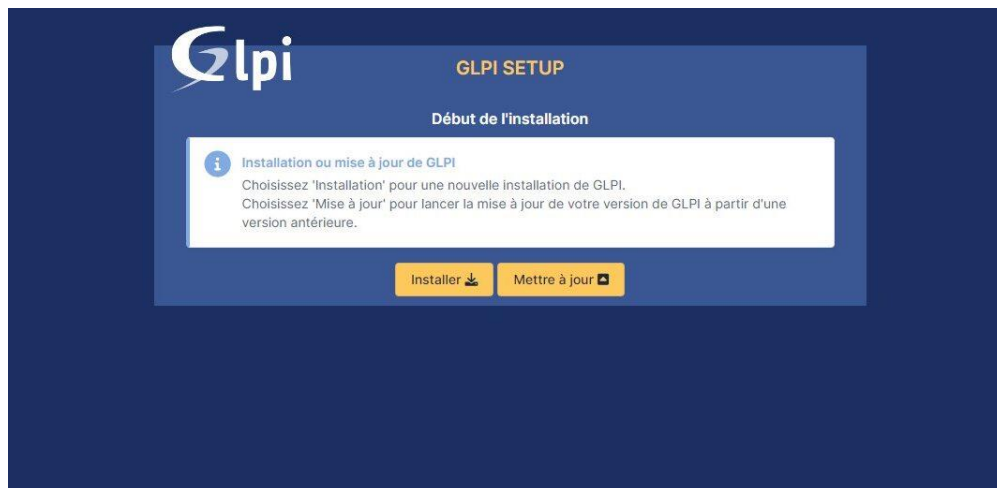 Glpi
GLPI SETUP
Début de l'installation
Installation ou mise à jour de GLPI
Choisissez 'Installation' pour une nouvelle installation de GLPI.
Choisissez 'Mise à jour' pour lancer la mise à jour de votre version de GLPI à partir d'une
version antérieure.
Installer
Mettre à jour